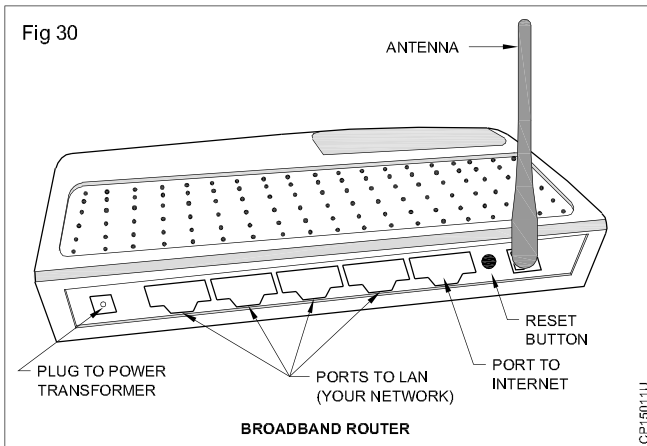 Fig 30
ANTENNA
RESET
BUTTON
PORT TO
INTERNET
PORTS TO LAN
(YOUR NETWORK)
PLUG TO POWER
TRANSFORMER
BROADBAND ROUTER
CP15011U